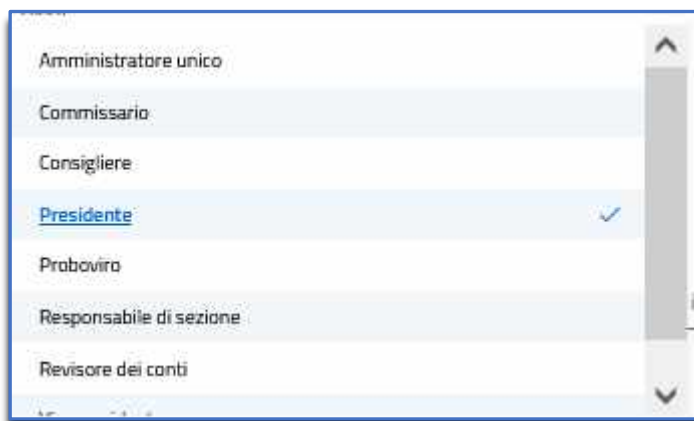 Amministratore unico
Commissario
Consigliere
Presidente
Proboviro
Responsabile di sezione
Revisore dei conti